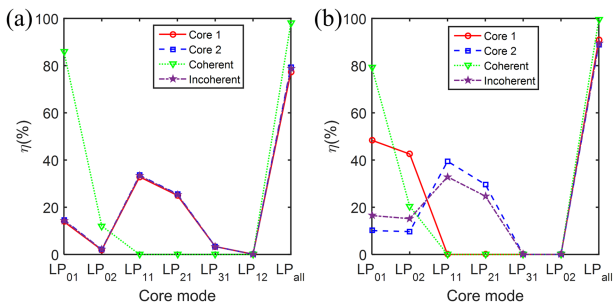 (a)
100
80
60
40
20
0
η(%)
Core 1
Core 2
Coherent
Incoherent
LP01 LP02 LP11 LP21 LP31 LP12 LPall
Core mode
(b)
100
80
60
40
20
0
η(%)
Core 1
Core 2
Coherent
Incoherent
LP01 LP02 LP11 LP21 LP31 LP02 LPall
Core mode